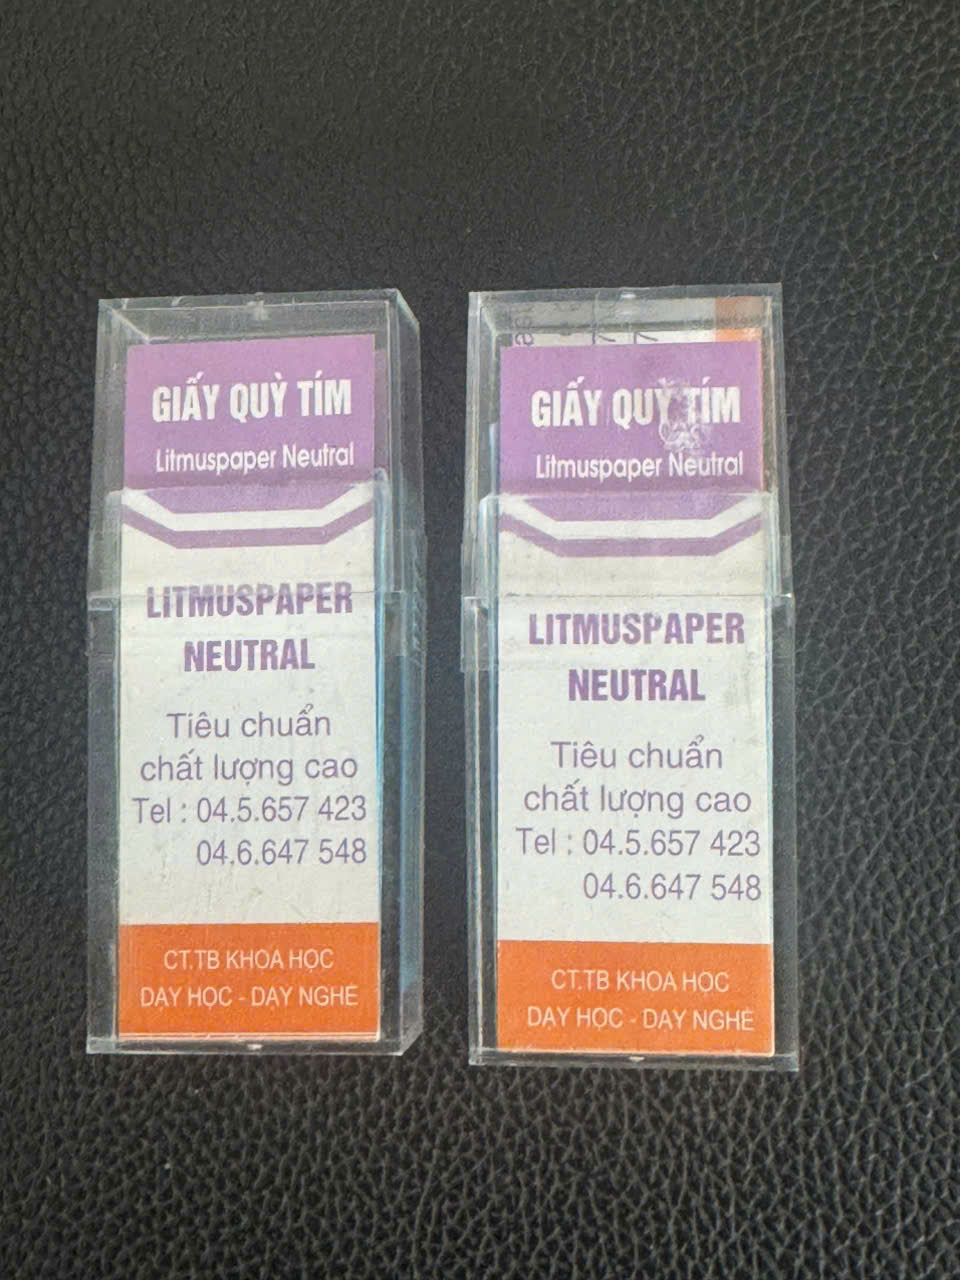 GIẤY QUỲ TÍM
Litmuspaper Neutral
LITMUSPAPER
NEUTRAL
Tiêu chuẩn
chất lượng cao
Tel : 04.5.657 423
04.6.647 548
CT.TB KHOA HỌC
DẠY HỌC - DẠY NGHỀ
GIẤY QUỲ TÍM
Litmuspaper Neutral
LITMUSPAPER
NEUTRAL
Tiêu chuẩn
chất lượng cao
Tel : 04.5.657 423
04.6.647 548
CT.TB KHOA HỌC
DẠY HỌC - DẠY NGHỀ